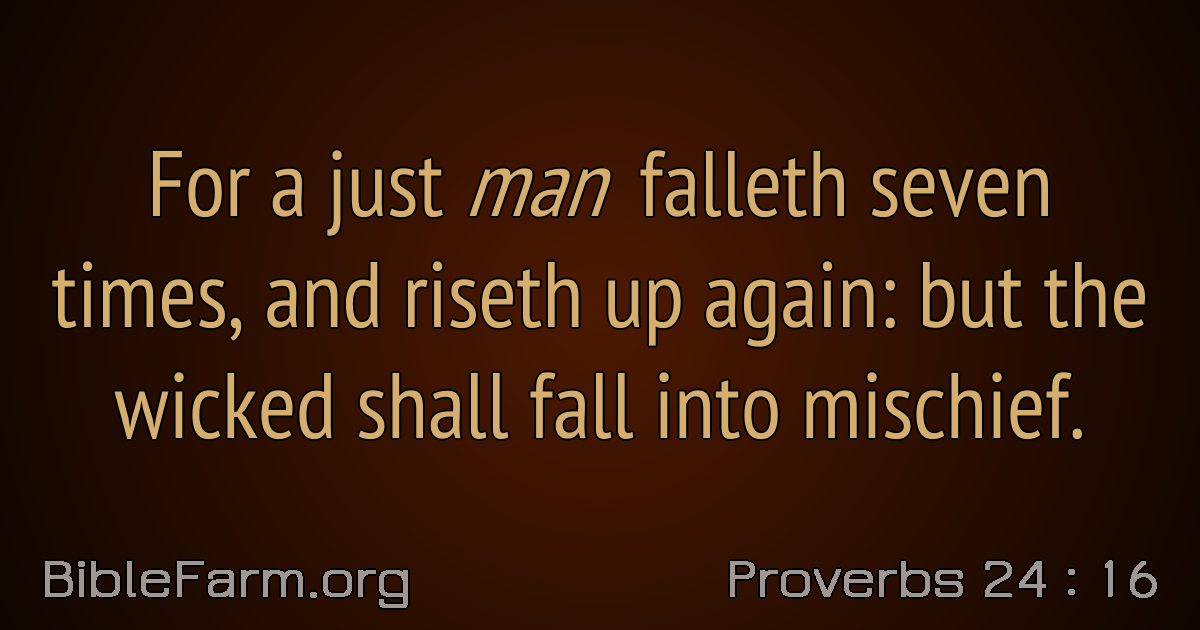 For a just man falleth seven
times, and riseth up again: but the
wicked shall fall into mischief.
BibleFarm.org
Proverbs 24 : 16